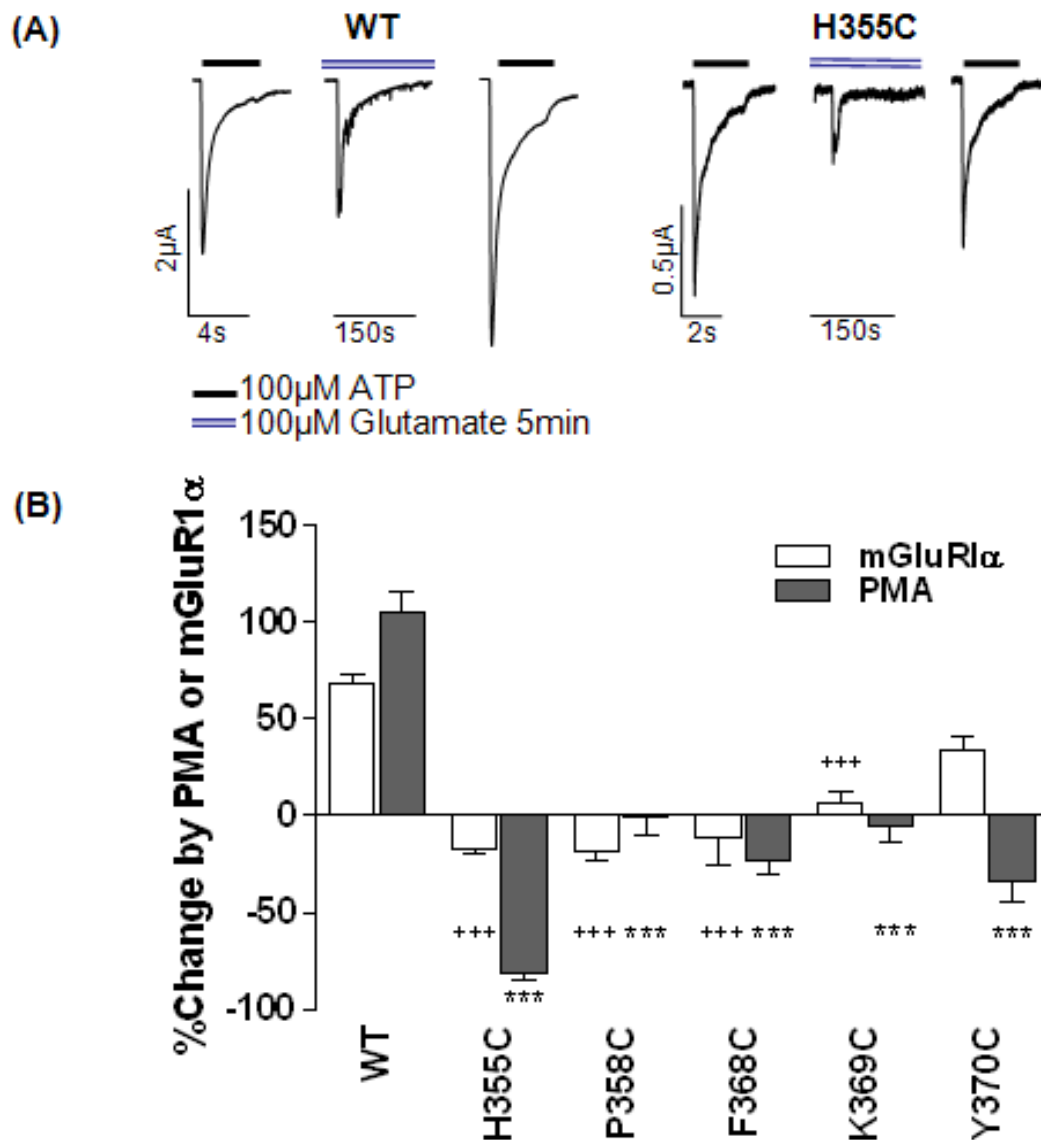 (A)
WT
H355C
2µA
4s
150s
0.5µA
2s
150s
100µM ATP
100µM Glutamate 5min
(B)
%Change by PMA or mGluR1α
150
100
50
0
-50
-100
mGluRIα
PMA
+++
+++ +++ *** +++ *** *** ***
***
WT
H355C
P358C
F368C
K369C
Y370C